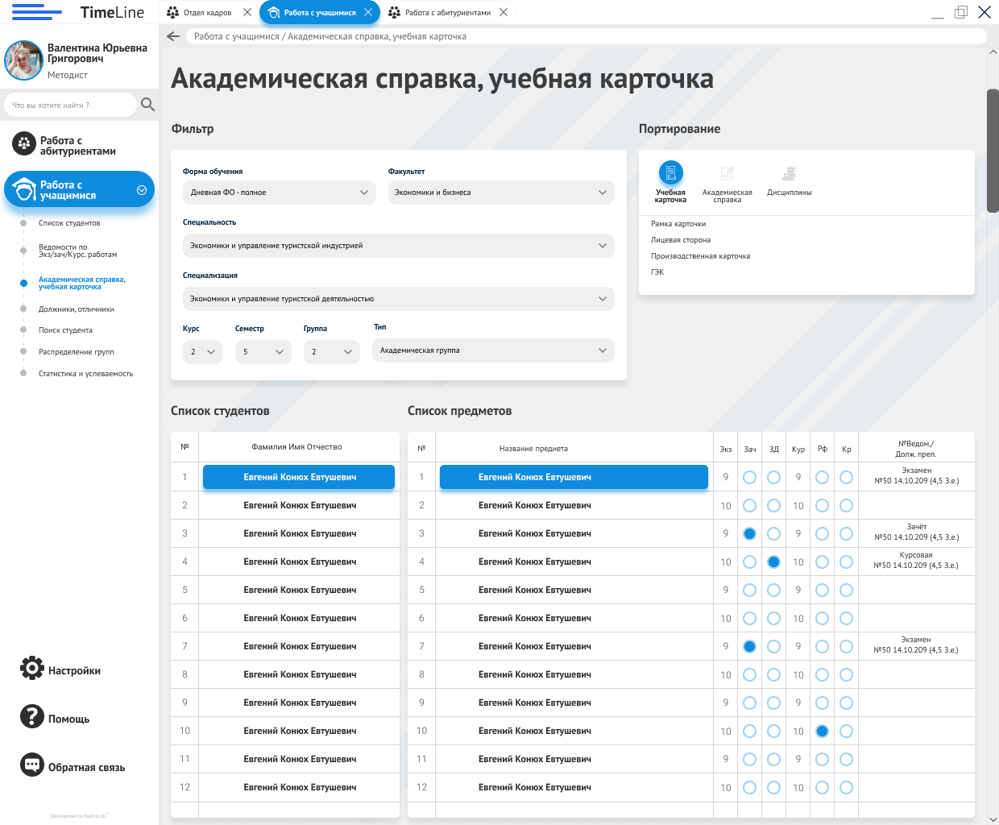 TimeLine
Отдел кадров
Работа с учащимися
Работа с абитуриентами
Работа с учащимися / Академическая справка, учебная карточка
Валентина Юрьевна
Григорович
Методист
Что вы хотите найти ?
Работа с
абитуриентами
Работа с
учащимися
Список студентов
Ведомости по
Экз/зач/Курс. работам
Академическая справка,
учебная карточка
Должники, отличники
Поиск студента
Распределение групп
Статистика и успеваемость
Настройки
Помощь
Обратная связь
Developed by RedrixLab ©
Академическая справка, учебная карточка
Фильтр
Форма обучения
Факультет
Дневная ФО - полное
Экономики и бизнеса
Специальность
Экономики и управление туристской индустрией
Специализация
Экономики и управление туристской деятельностью
Курс
Семестр
Группа
Тип
2
5
2
Академическая группа
Портирование
Учебная
карточка
Академиеская
справка
Дисциплины
Рамка карточки
Лицевая сторона
Производственная карточка
ГЭК
Список студентов
№
Фамилия Имя Отчество
1 Евгений Конюх Евтушевич
2 Евгений Конюх Евтушевич
3 Евгений Конюх Евтушевич
4 Евгений Конюх Евтушевич
5 Евгений Конюх Евтушевич
6 Евгений Конюх Евтушевич
7 Евгений Конюх Евтушевич
8 Евгений Конюх Евтушевич
9 Евгений Конюх Евтушевич
10 Евгений Конюх Евтушевич
11 Евгений Конюх Евтушевич
12 Евгений Конюх Евтушевич
Список предметов
№ Название предиета Экз Зач ЗД Кур Рф Кр
№Ведом./
Долж. преп.
1 Евгений Конюх Евтушевич 9 9
Экзамен
№50 14.10.209 (4,5 З.е.)
2 Евгений Конюх Евтушевич 10 10
3 Евгений Конюх Евтушевич 9 9
Зачёт
№50 14.10.209 (4,5 З.е.)
4 Евгений Конюх Евтушевич 10 10
Курсовая
№50 14.10.209 (4,5 З.е.)
5 Евгений Конюх Евтушевич 9 9
6 Евгений Конюх Евтушевич 10 10
7 Евгений Конюх Евтушевич 9 9
Экзамен
№50 14.10.209 (4,5 З.е.)
8 Евгений Конюх Евтушевич 10 10
9 Евгений Конюх Евтушевич 9 9
10 Евгений Конюх Евтушевич 10 10
11 Евгений Конюх Евтушевич 9 9
12 Евгений Конюх Евтушевич 10 10